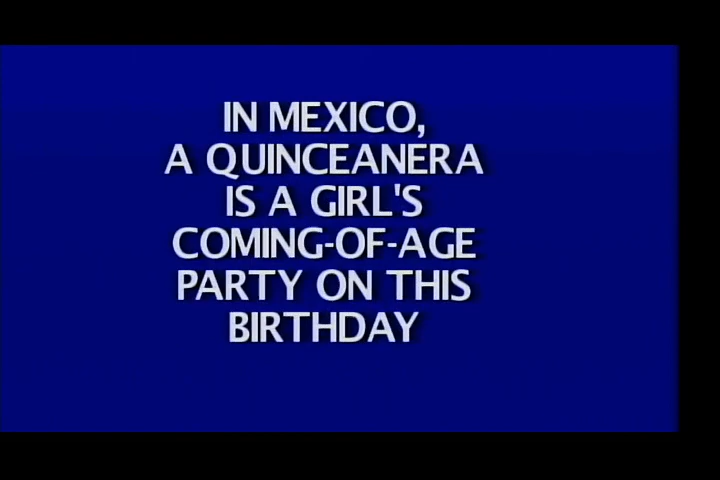 IN MEXICO,
A QUINCEANERA
IS A GIRL'S
COMING-OF-AGE
PARTY ON THIS
BIRTHDAY